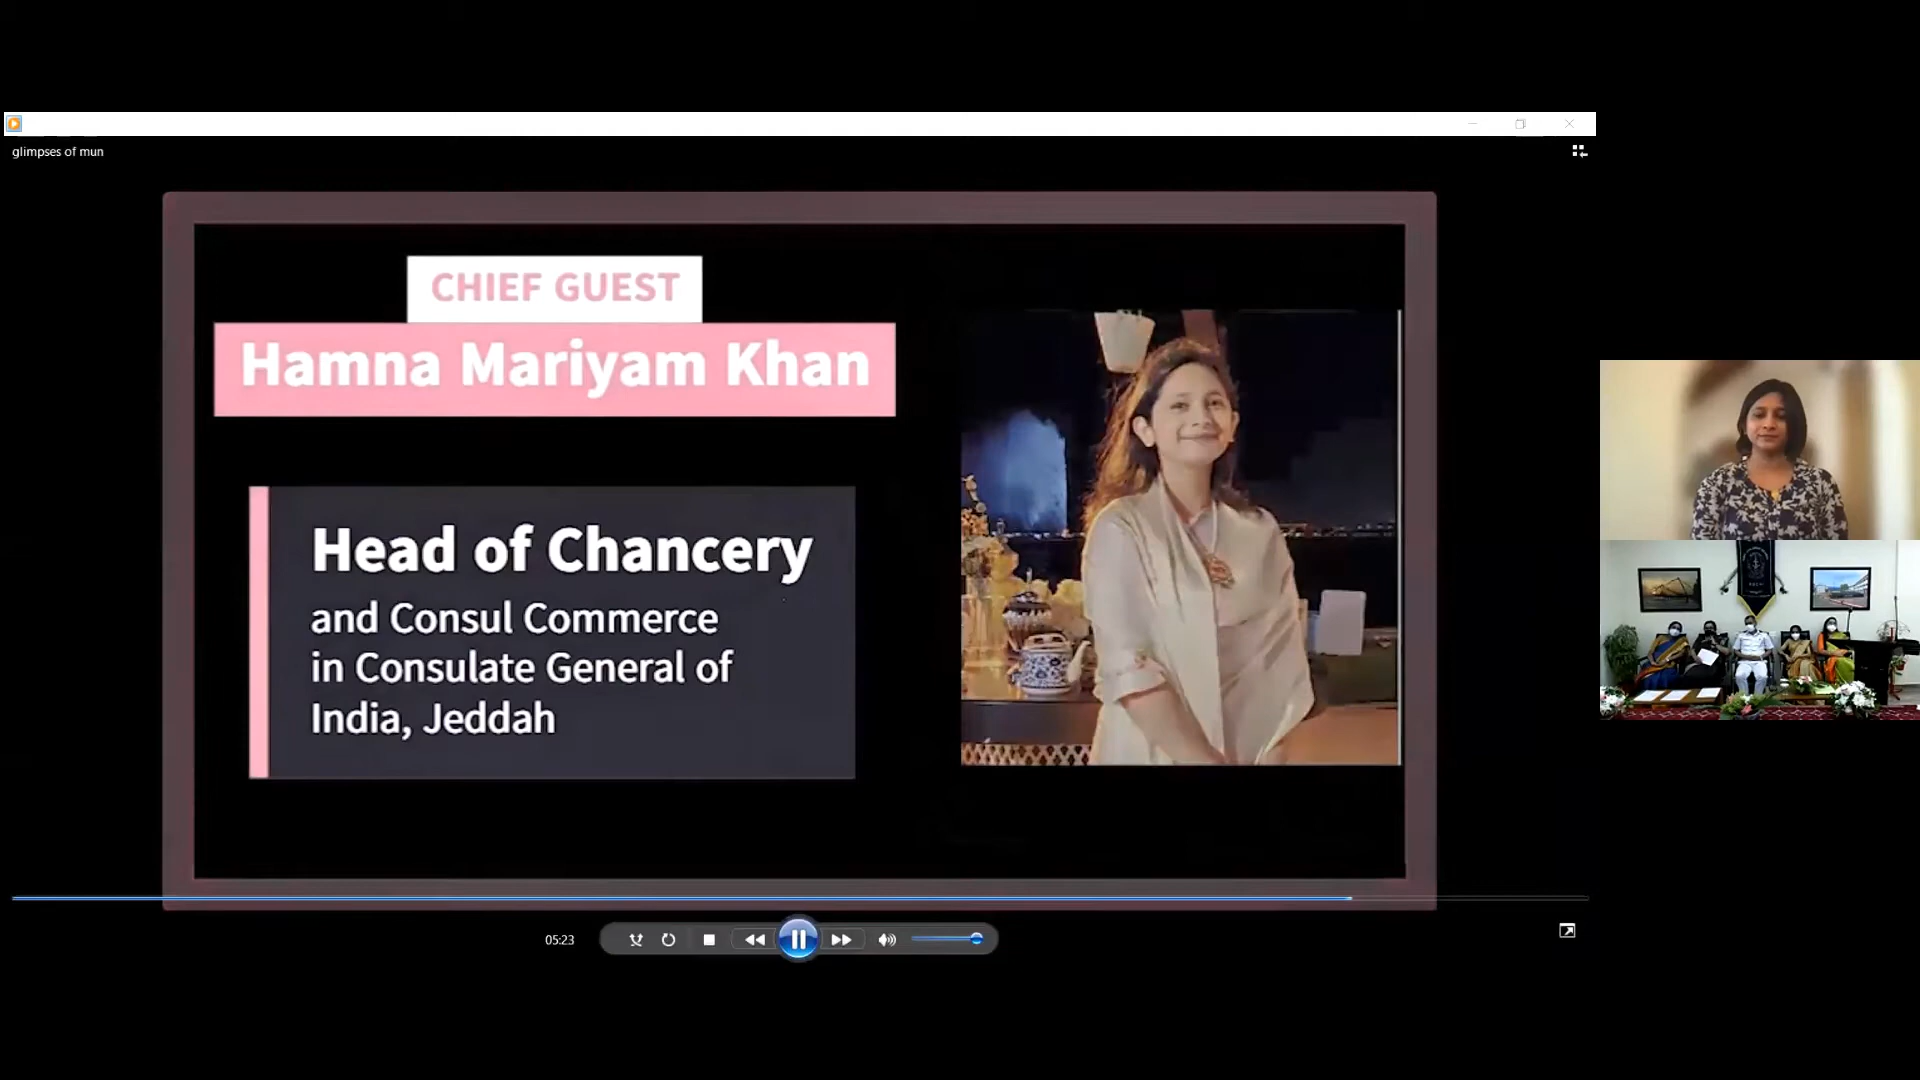 glimpses of mun
CHIEF GUEST
Hamna Mariyam Khan
Head of Chancery
and Consul Commerce
in Consulate General of
India, Jeddah
05:23